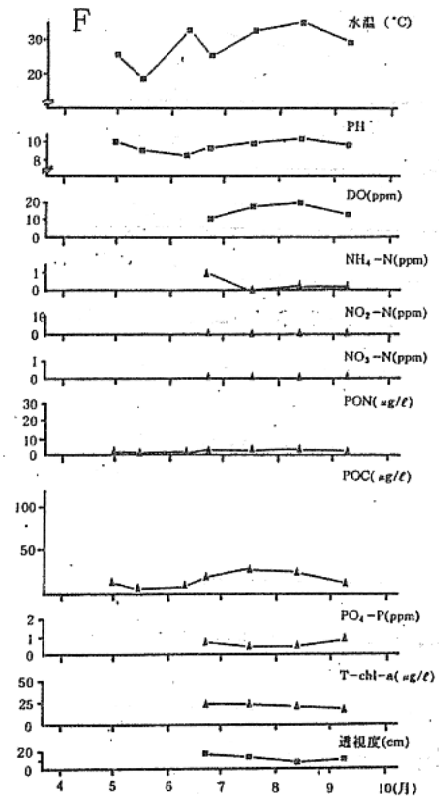 F
水温 (°C)
30
20
PH
10
8
DO(ppm)
20
10
0
NH₄-N(ppm)
1
0
NO₂-N(ppm)
10
0
NO₃-N(ppm)
1
0
PON(μg/ℓ)
30
20
10
0
POC(μg/ℓ)
100
50
PO₄-P(ppm)
2
1
0
T-chl-a(μg/ℓ)
50
25
0
透視度(cm)
20
0
4 5 6 7 8 9 10(月)